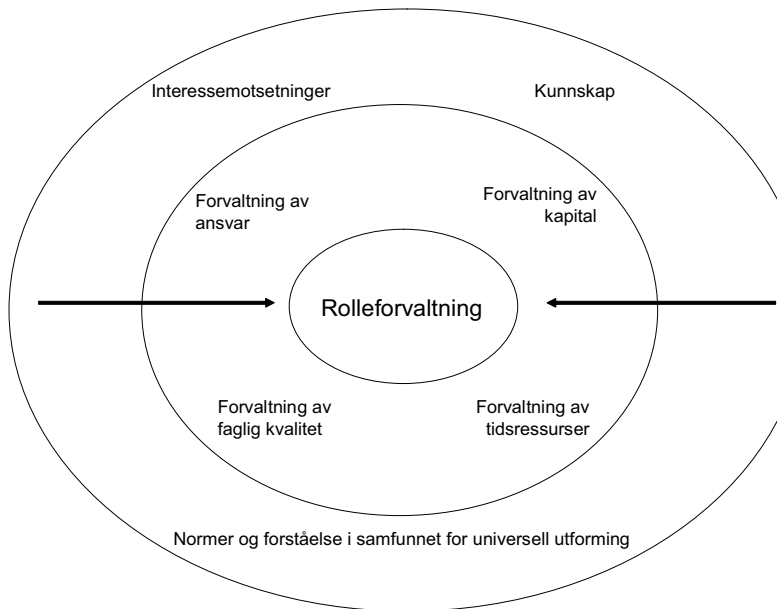 Interessemotsetninger
Kunnskap
Forvaltning av
ansvar
Forvaltning av
kapital
Rolleforvaltning
Forvaltning av
faglig kvalitet
Forvaltning av
tidsressurser
Normer og forståelse i samfunnet for universell utforming